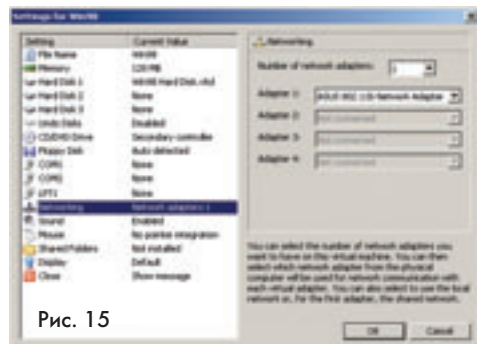 Settings for Win98
Setting Current Value
File Name Win98
Memory 128 MB
Hard Disk 1 Win98 Hard Disk.vhd
Hard Disk 2 None
Hard Disk 3 None
Undo Disks Disabled
CD/DVD Drive Secondary controller
Floppy Disk Auto detected
COM1 None
COM2 None
LPT1 None
Networking Network adapters: 1
Sound Enabled
Mouse No pointer integration
Shared Folders Not installed
Display Default
Close Show message
Networking
Number of network adapters: 1
Adapter 1: ASUS 802.11b Network Adapter
Adapter 2: Not connected
Adapter 3: Not connected
Adapter 4: Not connected
You can select the number of network adapters you
want to have on this virtual machine. You can then
select which network adapter from the physical
computer will be used for network communication with
each virtual adapter. You can also select to use the local
network or, for the first adapter, the shared network.
OK Cancel
Рис. 15